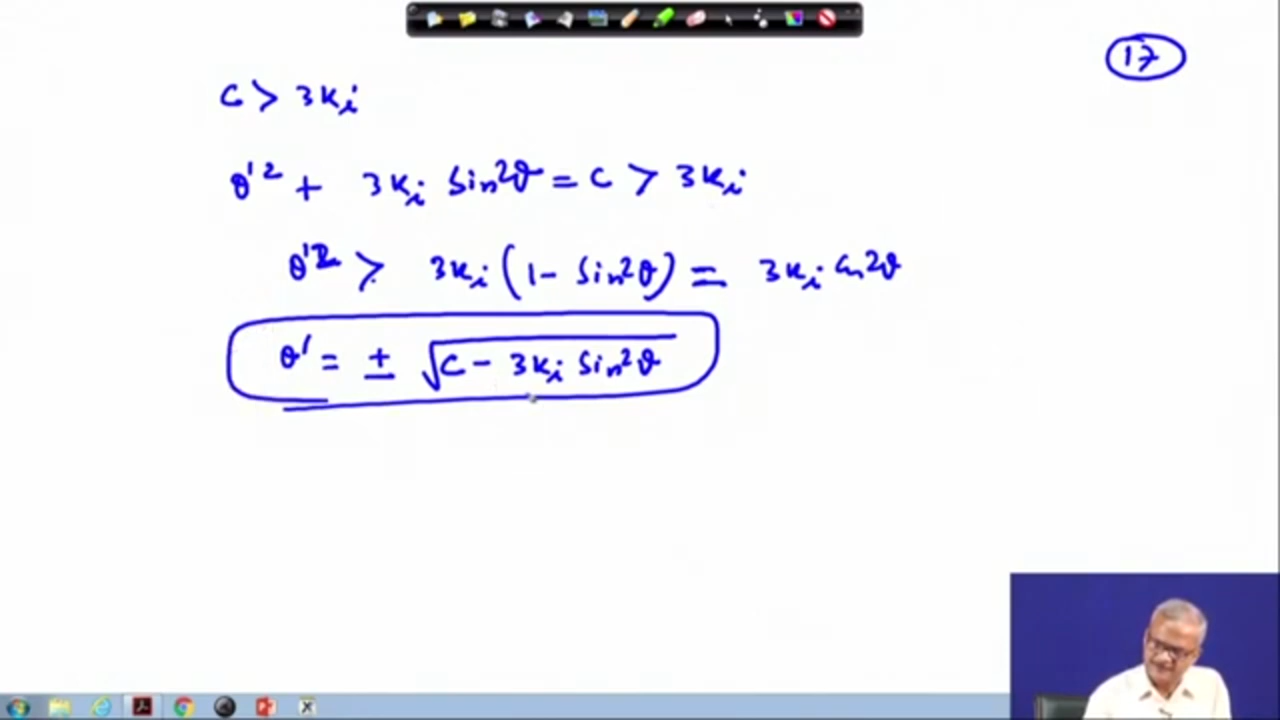 17
c > 3kᵢ
θ'² + 3kᵢ sin²θ = c > 3kᵢ
θ'² > 3kᵢ (1 - sin²θ) = 3kᵢ cos²θ
θ' = ± √(c - 3kᵢ sin²θ)